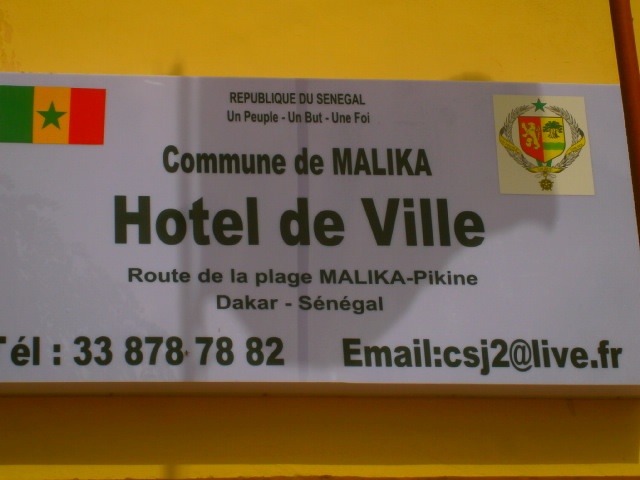 REPUBLIQUE DU SENEGAL
Un Peuple - Un But - Une Foi
Commune de MALIKA
Hotel de Ville
Route de la plage MALIKA-Pikine
Dakar - Sénégal
Tél : 33 878 78 82 Email:csj2@live.fr